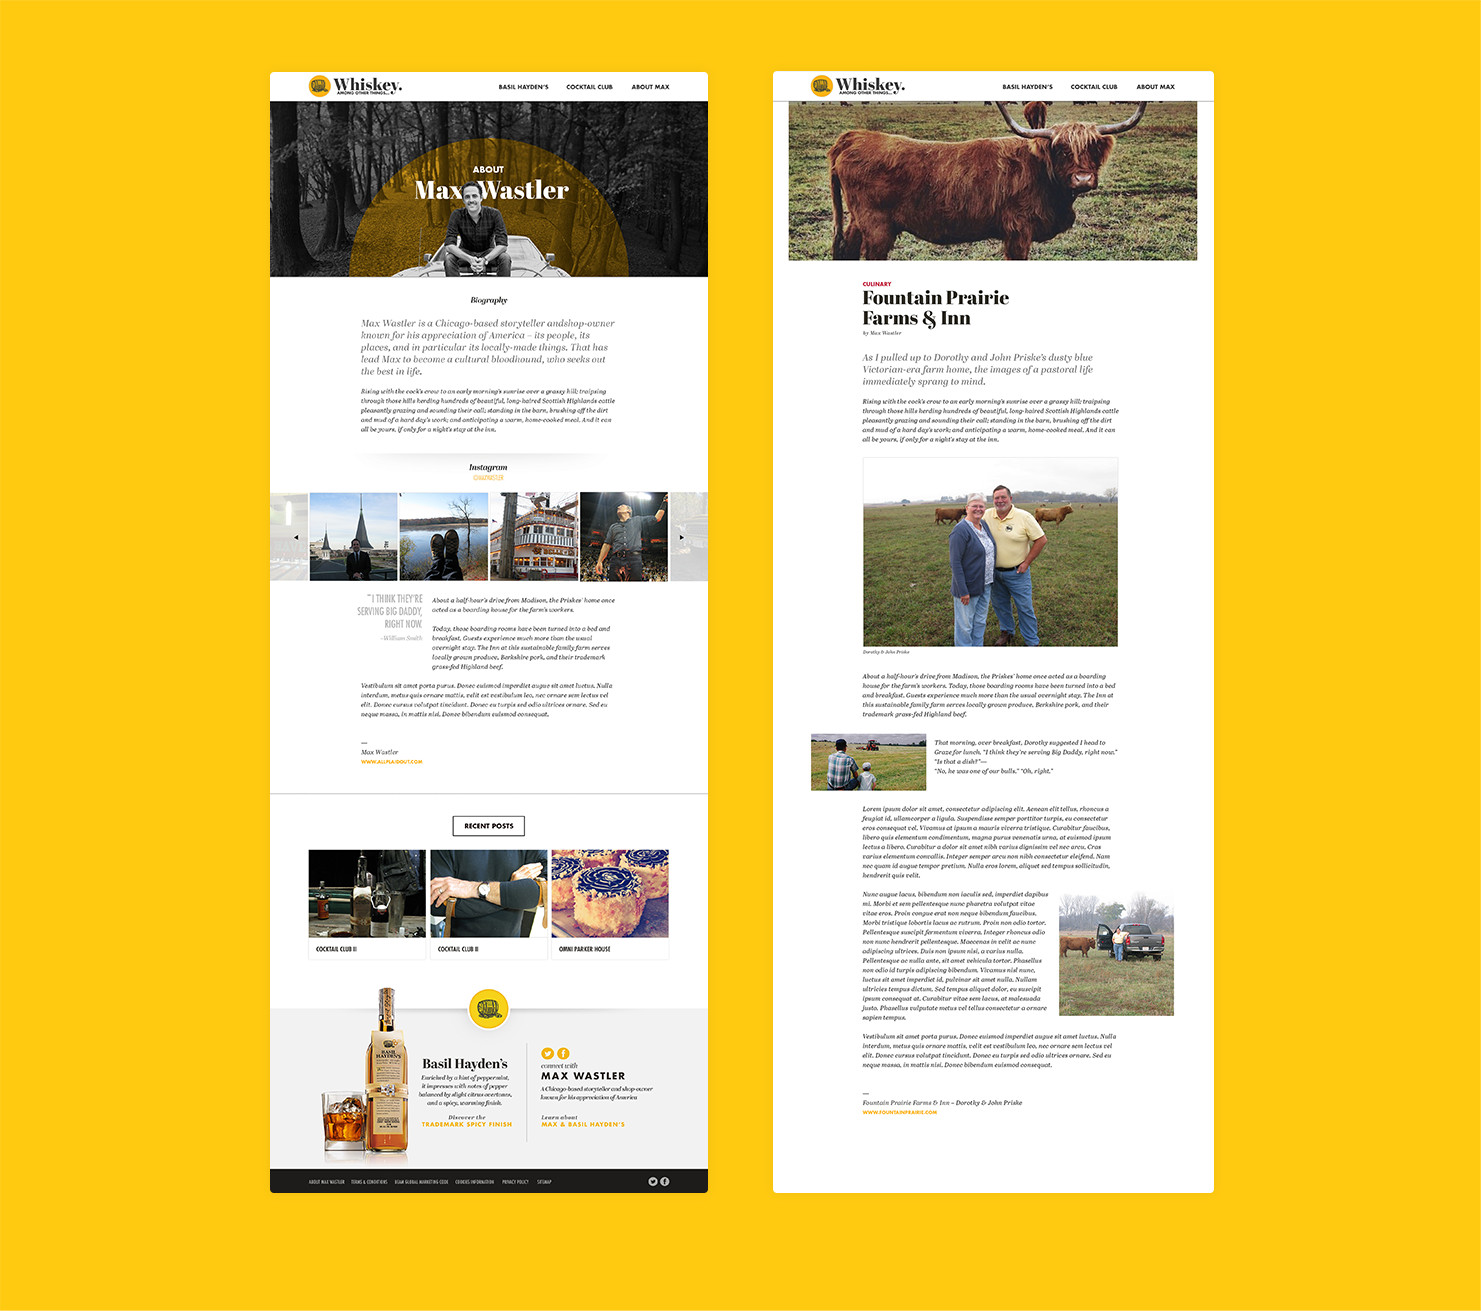 Whiskey.
AMONG OTHER THINGS...
BASIL HAYDEN'S
COCKTAIL CLUB
ABOUT MAX
ABOUT
Max Wastler
Biography
Max Wastler is a Chicago-based storyteller andshop-owner
known for his appreciation of America – its people, its
places, and in particular its locally-made things. That has
lead Max to become a cultural bloodhound, who seeks out
the best in life.
Rising with the cock's crow to an early morning's sunrise over a grassy hill; traipsing
through those hills herding hundreds of beautiful, long-haired Scottish Highlands cattle
pleasantly grazing and sounding their call; standing in the barn, brushing off the dirt
and mud of a hard day's work; and anticipating a warm, home-cooked meal. And it can
all be yours, if only for a night's stay at the inn.
Instagram
@MAXWASTLER
"I THINK THEY'RE
SERVING BIG DADDY,
RIGHT NOW.
–William Smith
About a half-hour's drive from Madison, the Priskes' home once
acted as a boarding house for the farm's workers.
Today, those boarding rooms have been turned into a bed and
breakfast. Guests experience much more than the usual
overnight stay. The Inn at this sustainable family farm serves
locally grown produce, Berkshire pork, and their trademark
grass-fed Highland beef.
Vestibulum sit amet porta purus. Donec euismod imperdiet augue sit amet luctus. Nulla
interdum, metus quis ornare mattis, velit est vestibulum leo, nec ornare sem lectus vel
elit. Donec cursus volutpat tincidunt. Donec eu turpis sed odio ultrices ornare. Sed eu
neque massa, in mattis nisi. Donec bibendum euismod consequat.
—
Max Wastler
WWW.ALLPLAIDOUT.COM
RECENT POSTS
COCKTAIL CLUB II
COCKTAIL CLUB II
OMNI PARKER HOUSE
BASIL
HAYDEN'S
Basil Hayden's
Enriched by a hint of peppermint,
it impresses with notes of pepper
balanced by slight citrus overtones,
and a spicy, warming finish.
Discover the
TRADEMARK SPICY FINISH
connect with
MAX WASTLER
A Chicago-based storyteller and shop-owner
known for his appreciation of America
Learn about
MAX & BASIL HAYDEN'S
ABOUT MAX WASTLER
TERMS & CONDITIONS
BEAM GLOBAL MARKETING CODE
COOKIES INFORMATION
PRIVACY POLICY
SITEMAP
Whiskey.
AMONG OTHER THINGS...
BASIL HAYDEN'S
COCKTAIL CLUB
ABOUT MAX
CULINARY
Fountain Prairie
Farms & Inn
by Max Wastler
As I pulled up to Dorothy and John Priske's dusty blue
Victorian-era farm home, the images of a pastoral life
immediately sprang to mind.
Rising with the cock's crow to an early morning's sunrise over a grassy hill; traipsing
through those hills herding hundreds of beautiful, long-haired Scottish Highlands cattle
pleasantly grazing and sounding their call; standing in the barn, brushing off the dirt
and mud of a hard day's work; and anticipating a warm, home-cooked meal. And it can
all be yours, if only for a night's stay at the inn.
Dorothy & John Priske
About a half-hour's drive from Madison, the Priskes' home once acted as a boarding
house for the farm's workers. Today, those boarding rooms have been turned into a bed
and breakfast. Guests experience much more than the usual overnight stay. The Inn at
this sustainable family farm serves locally grown produce, Berkshire pork, and their
trademark grass-fed Highland beef.
That morning, over breakfast, Dorothy suggested I head to
Graze for lunch. "I think they're serving Big Daddy, right now."
"Is that a dish?"—
"No, he was one of our bulls." "Oh, right."
Lorem ipsum dolor sit amet, consectetur adipiscing elit. Aenean elit tellus, rhoncus a
feugiat id, ullamcorper a ligula. Suspendisse semper porttitor turpis, eu consectetur
eros consequat vel. Vivamus at ipsum a mauris viverra tristique. Curabitur faucibus,
libero quis elementum condimentum, magna purus venenatis urna, at euismod ipsum
lectus a libero. Curabitur a dolor sit amet nibh varius dignissim vel nec arcu. Cras
varius elementum convallis. Integer semper arcu non nibh consectetur eleifend. Nam
nec quam id augue tempor pretium. Nulla eros lorem, aliquet sed tempus sollicitudin,
hendrerit quis velit.
Nunc augue lacus, bibendum non iaculis sed, imperdiet dapibus
mi. Morbi et sem pellentesque nunc pharetra volutpat vitae
vitae eros. Proin congue erat non neque bibendum faucibus.
Morbi tristique lobortis lacus ac rutrum. Proin non odio tortor.
Pellentesque suscipit fermentum viverra. Integer rhoncus odio
non nunc hendrerit pellentesque. Maecenas in velit ac nunc
adipiscing ultrices. Duis non ipsum nisi, a varius nulla.
Pellentesque ac nulla ante, sit amet vehicula tortor. Phasellus
non odio id turpis adipiscing bibendum. Vivamus nisl nunc,
luctus sit amet imperdiet id, pulvinar sit amet nulla. Nullam
ultricies tempus dictum. Sed tempus aliquet dolor, eu suscipit
ipsum consequat at. Curabitur vitae sem lacus, at malesuada
justo. Phasellus vulputate metus vel tellus consectetur a ornare
sapien tempus.
Vestibulum sit amet porta purus. Donec euismod imperdiet augue sit amet luctus. Nulla
interdum, metus quis ornare mattis, velit est vestibulum leo, nec ornare sem lectus vel
elit. Donec cursus volutpat tincidunt. Donec eu turpis sed odio ultrices ornare. Sed eu
neque massa, in mattis nisi. Donec bibendum euismod consequat.
—
Fountain Prairie Farms & Inn – Dorothy & John Priske
WWW.FOUNTAINPRAIRIE.COM